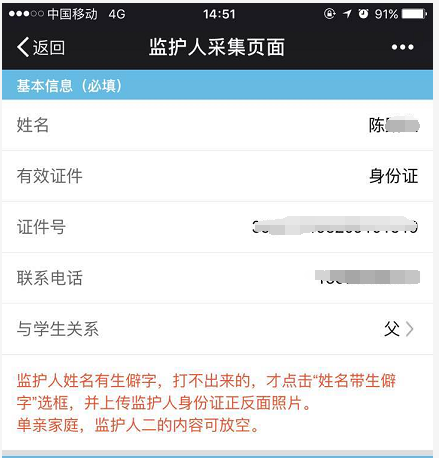 中国移动 4G 14:51 91%
返回 监护人采集页面
基本信息（必填）
姓名 陈
有效证件 身份证
证件号
联系电话
与学生关系 父
监护人姓名有生僻字，打不出来的，才点击“姓名带生僻
字”选框，并上传监护人身份证正反面照片。
单亲家庭，监护人二的内容可放空。